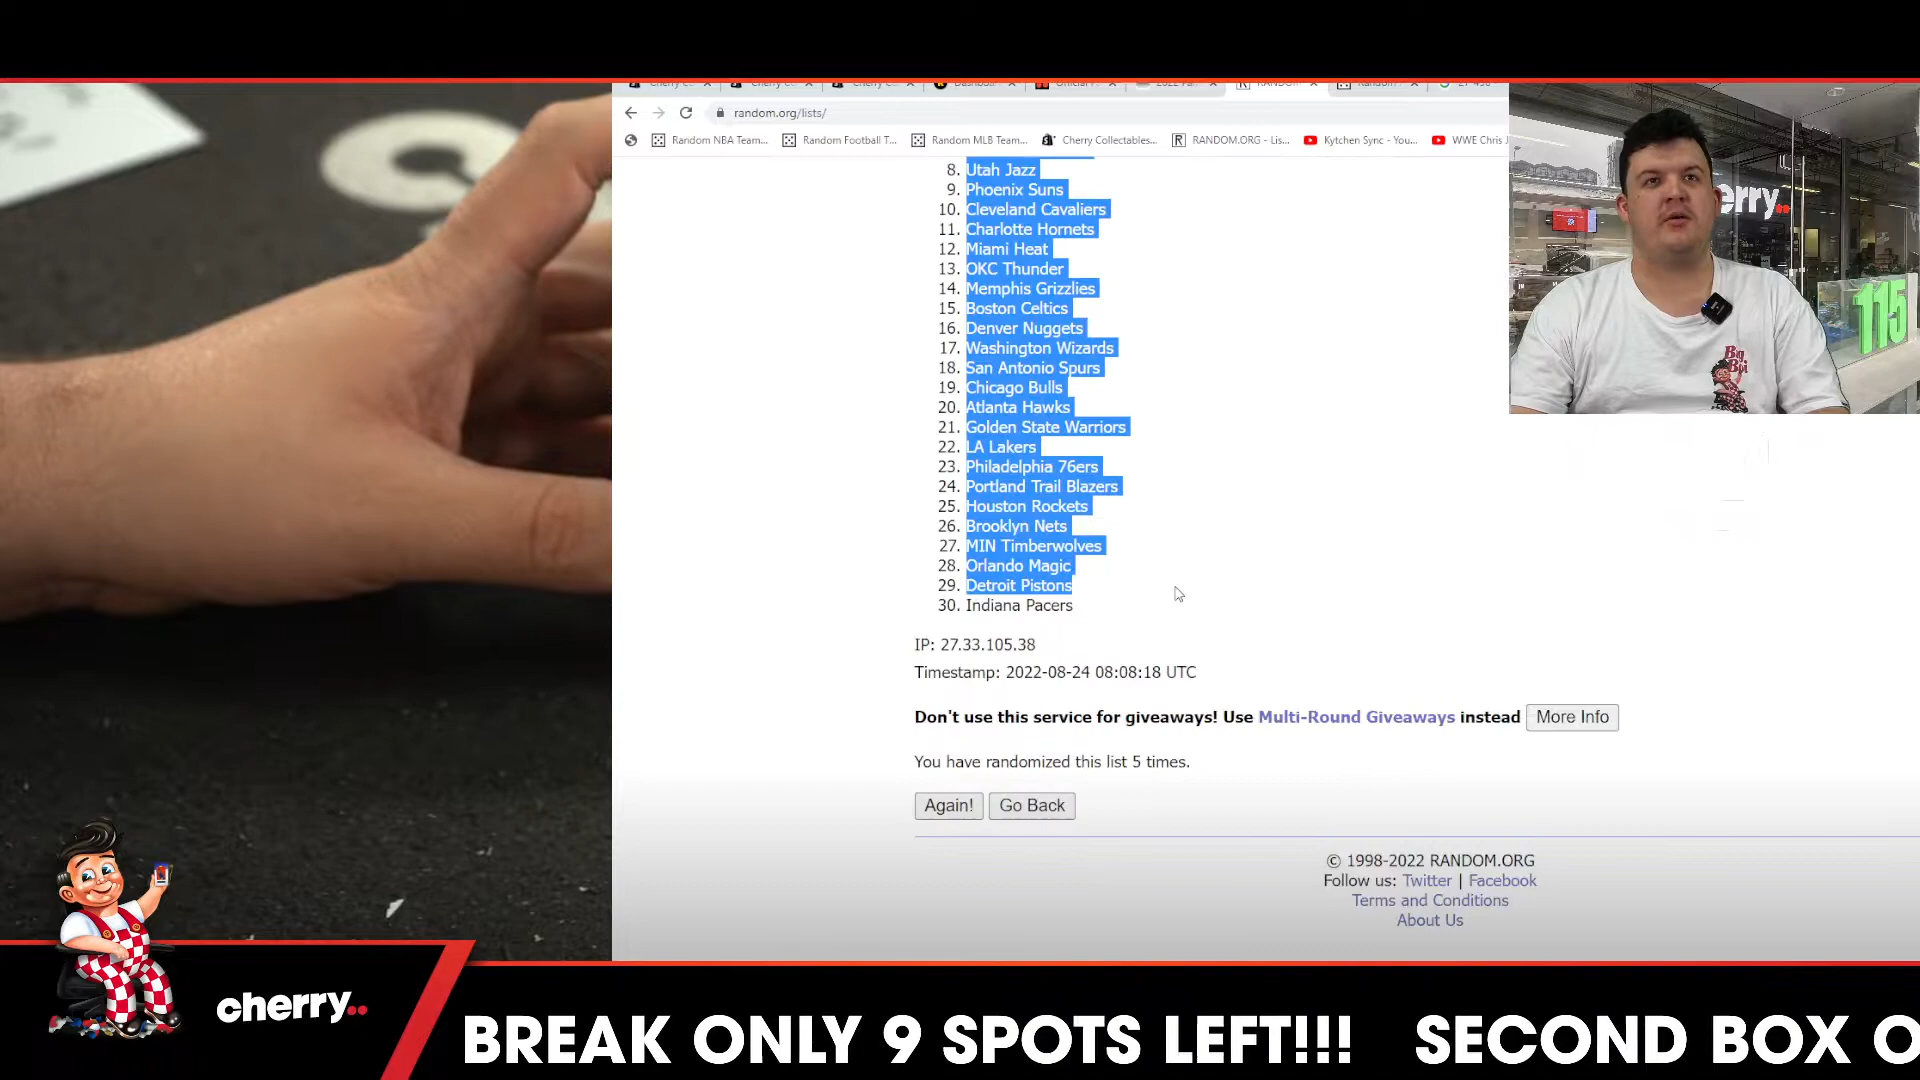 random.org/lists/
Random NBA Team... Random Football T... Random MLB Team... Cherry Collectables... RANDOM.ORG - Lis... Kytchen Sync - You... WWE Chris J
8. Utah Jazz
9. Phoenix Suns
10. Cleveland Cavaliers
11. Charlotte Hornets
12. Miami Heat
13. OKC Thunder
14. Memphis Grizzlies
15. Boston Celtics
16. Denver Nuggets
17. Washington Wizards
18. San Antonio Spurs
19. Chicago Bulls
20. Atlanta Hawks
21. Golden State Warriors
22. LA Lakers
23. Philadelphia 76ers
24. Portland Trail Blazers
25. Houston Rockets
26. Brooklyn Nets
27. MIN Timberwolves
28. Orlando Magic
29. Detroit Pistons
30. Indiana Pacers
IP: 27.33.105.38
Timestamp: 2022-08-24 08:08:18 UTC
Don't use this service for giveaways! Use Multi-Round Giveaways instead More Info
You have randomized this list 5 times.
Again! Go Back
© 1998-2022 RANDOM.ORG
Follow us: Twitter | Facebook
Terms and Conditions
About Us
erry..
115
Big
Boi
cherry..
BREAK ONLY 9 SPOTS LEFT!!! SECOND BOX O